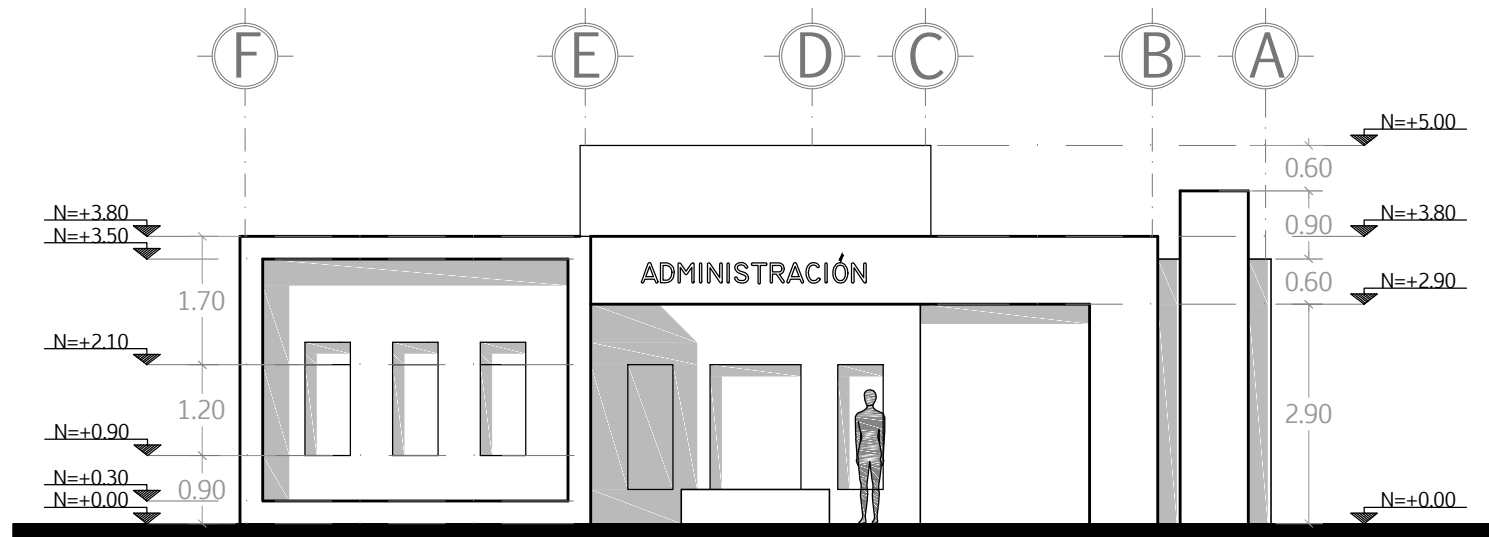 F E D C B A
N=+5.00
0.60
N=+3.80 N=+3.80
N=+3.50 0.90
ADMINISTRACIÓN
0.60 N=+2.90
1.70
N=+2.10
1.20 2.90
N=+0.90
N=+0.30 0.90
N=+0.00 N=+0.00